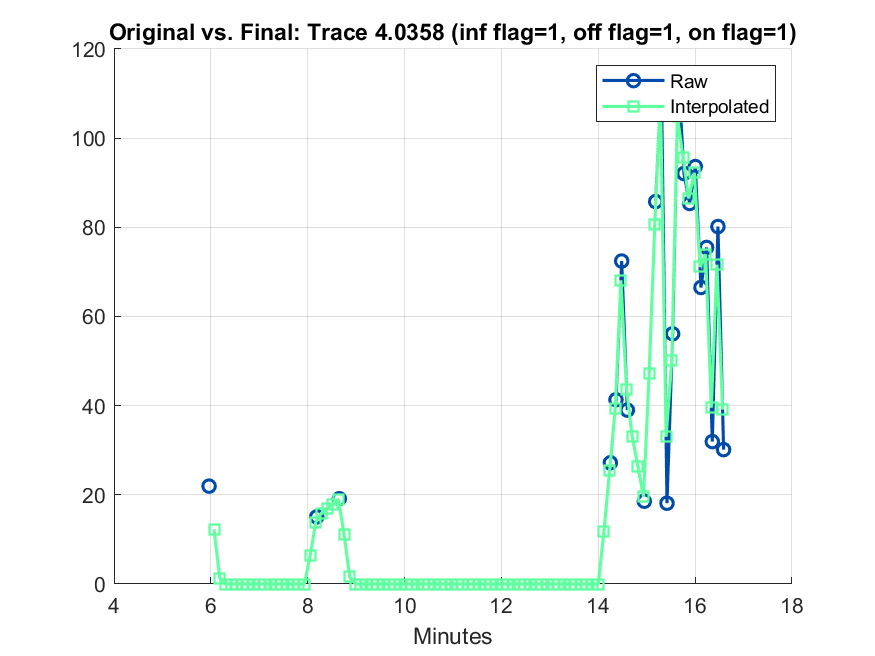 Original vs. Final: Trace 4.0358 (inf flag=1, off flag=1, on flag=1)
120
100
80
60
40
20
0
Raw
Interpolated
4 6 8 10 12 14 16 18
Minutes